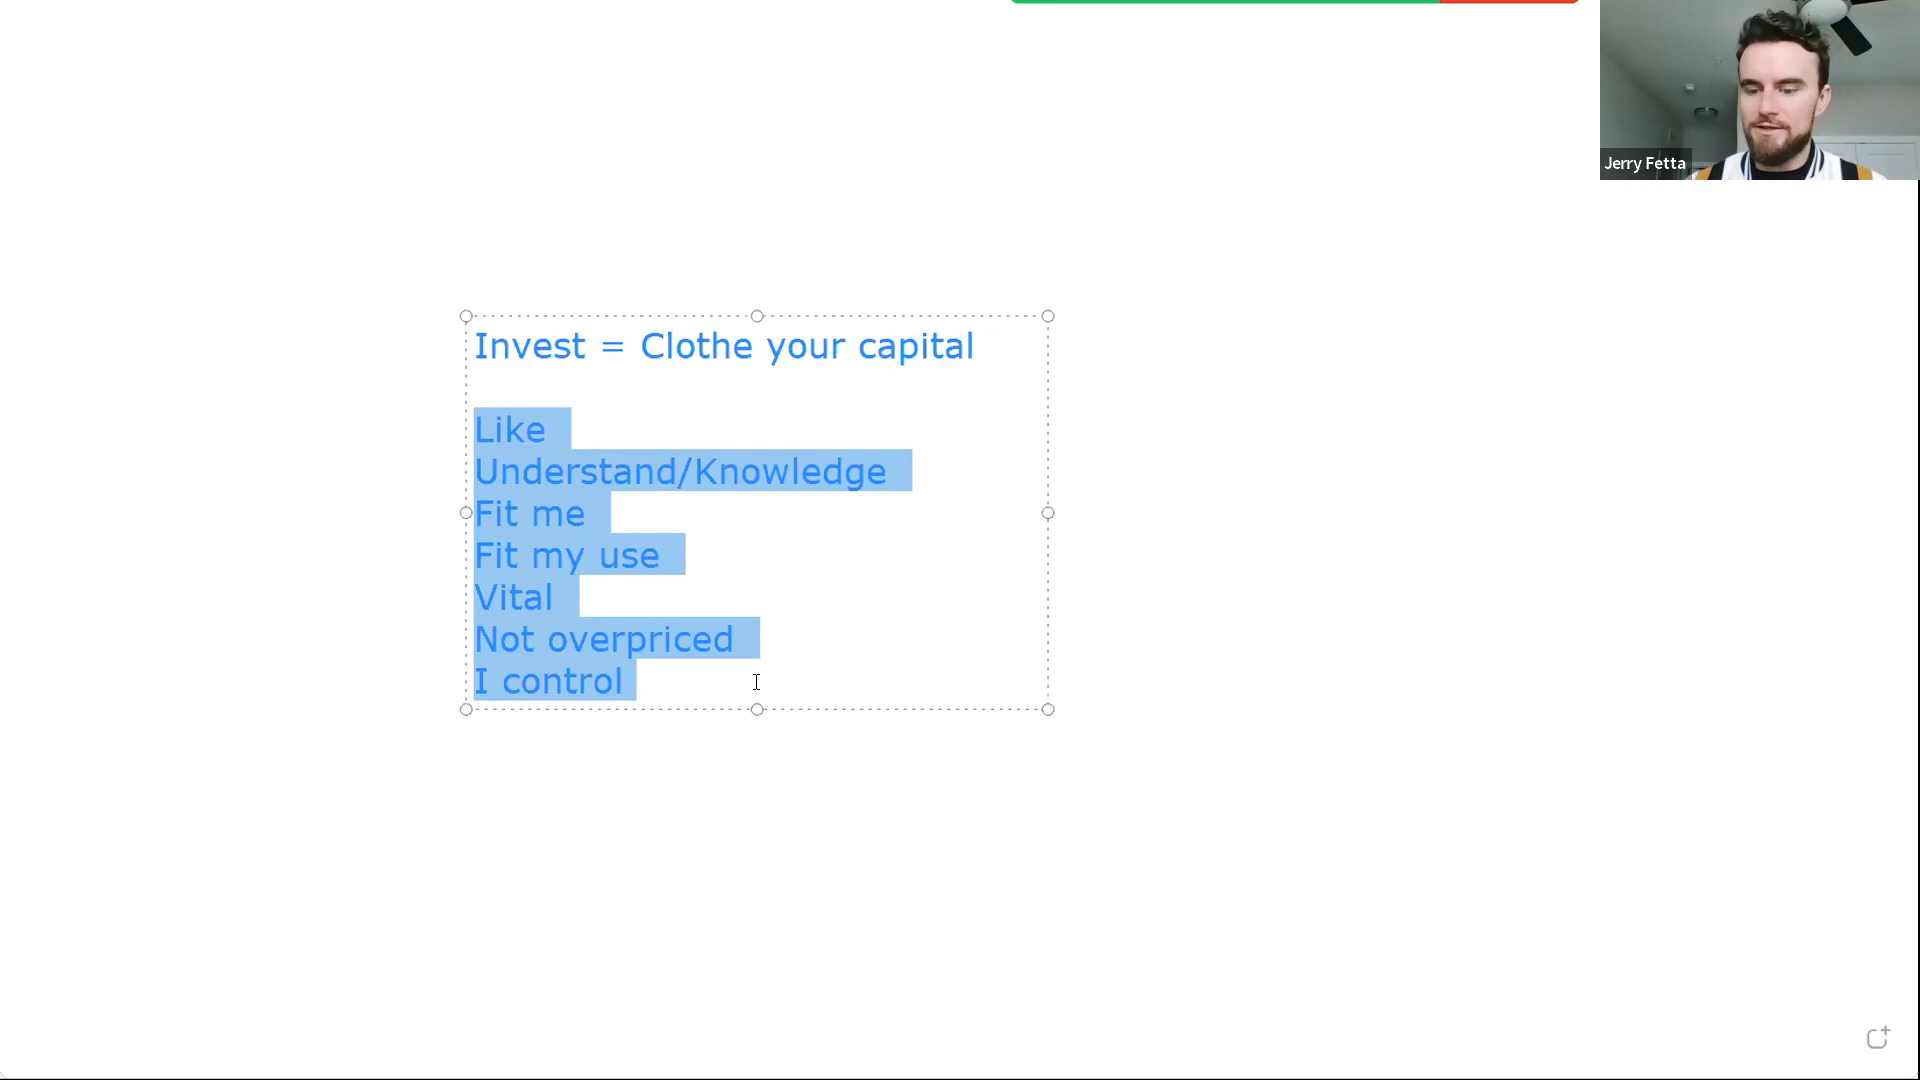 Jerry Fetta
Invest = Clothe your capital
Like
Understand/Knowledge
Fit me
Fit my use
Vital
Not overpriced
I control